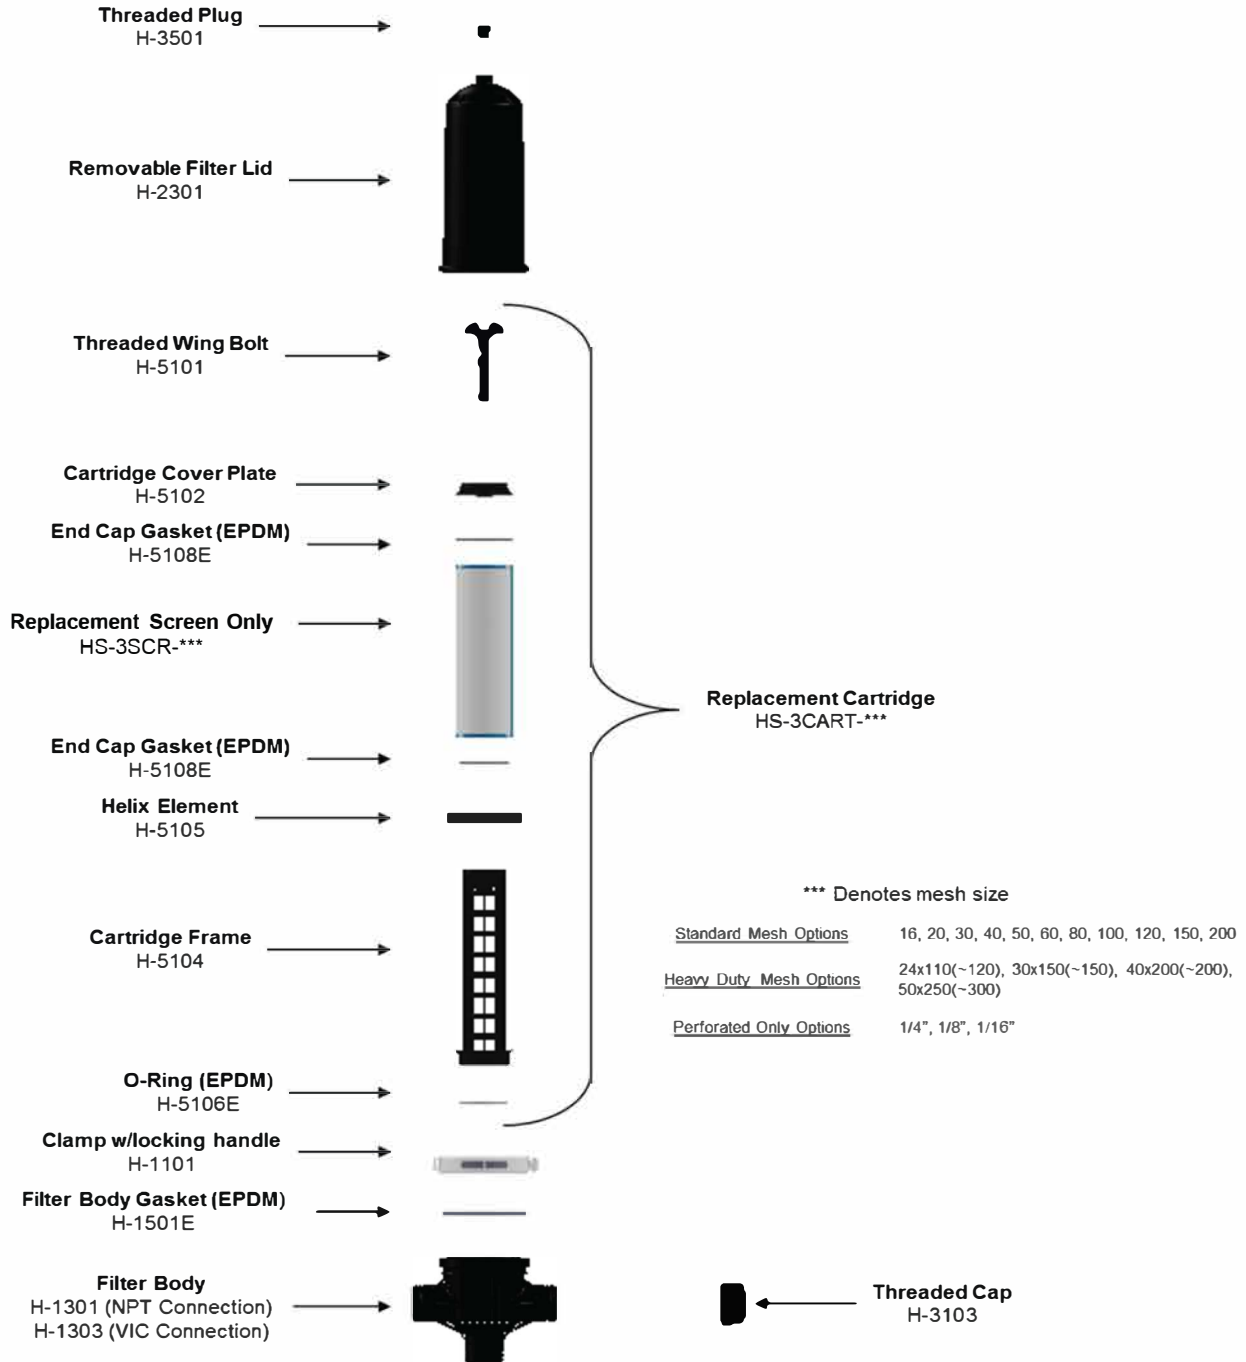 Threaded Plug
H-3501
Removable Filter Lid
H-2301
Threaded Wing Bolt
H-5101
Cartridge Cover Plate
H-5102
End Cap Gasket (EPDM)
H-5108E
Replacement Screen Only
HS-3SCR-***
End Cap Gasket (EPDM)
H-5108E
Helix Element
H-5105
Cartridge Frame
H-5104
O-Ring (EPDM)
H-5106E
Clamp w/locking handle
H-1101
Filter Body Gasket (EPDM)
H-1501E
Filter Body
H-1301 (NPT Connection)
H-1303 (VIC Connection)
Replacement Cartridge
HS-3CART-***
*** Denotes mesh size
Standard Mesh Options 16, 20, 30, 40, 50, 60, 80, 100, 120, 150, 200
Heavy Duty Mesh Options 24x110(~120), 30x150(~150), 40x200(~200),
50x250(~300)
Perforated Only Options 1/4", 1/8", 1/16"
Threaded Cap
H-3103